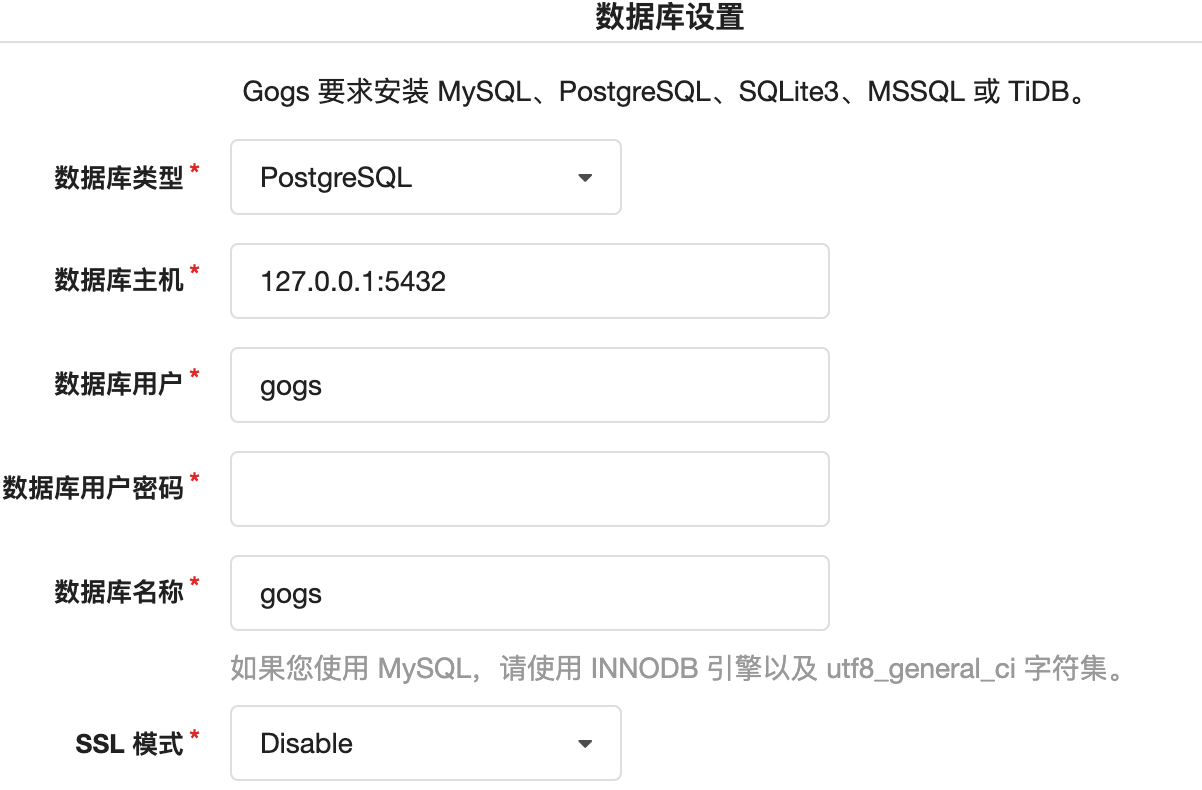 数据库设置
Gogs 要求安装 MySQL、PostgreSQL、SQLite3、MSSQL 或 TiDB。
数据库类型* PostgreSQL
数据库主机* 127.0.0.1:5432
数据库用户* gogs
数据库用户密码*
数据库名称* gogs
如果您使用 MySQL，请使用 INNODB 引擎以及 utf8_general_ci 字符集。
SSL 模式* Disable